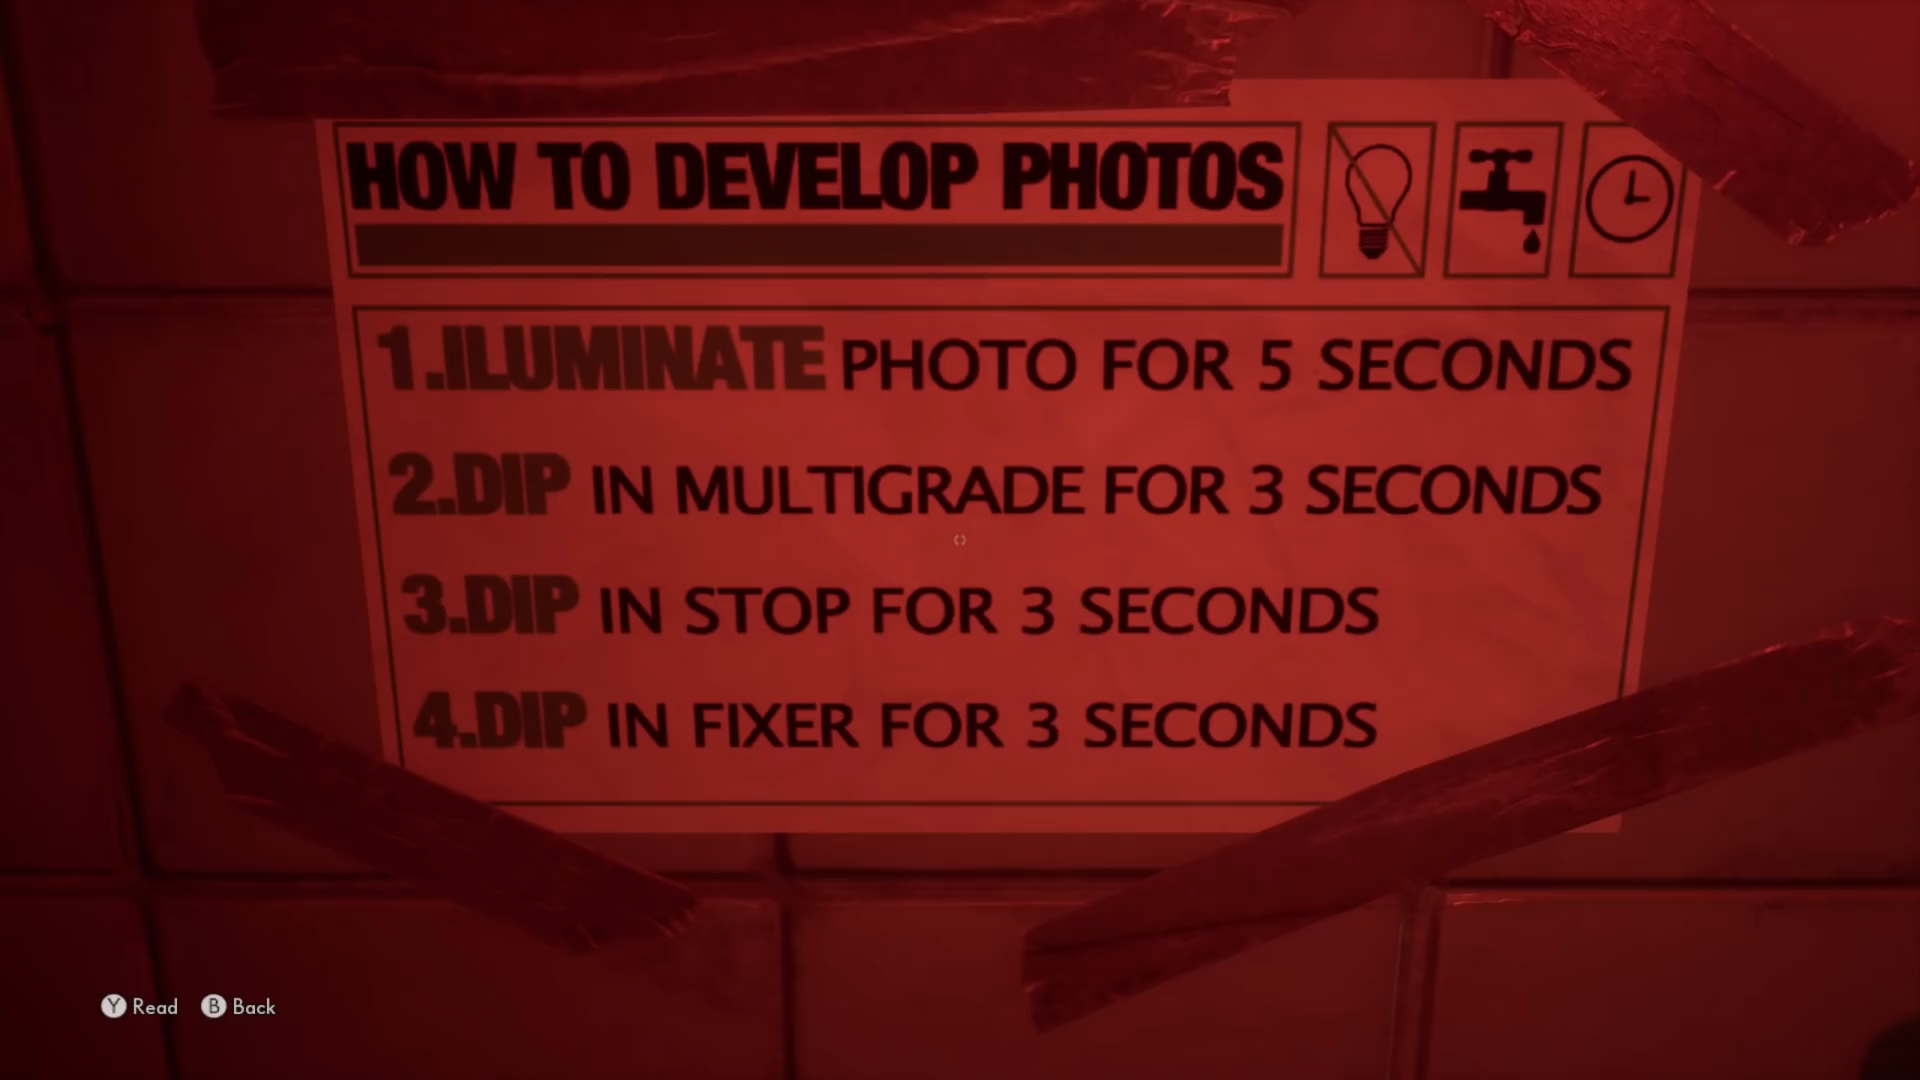 HOW TO DEVELOP PHOTOS
1.ILUMINATE PHOTO FOR 5 SECONDS
2.DIP IN MULTIGRADE FOR 3 SECONDS
3.DIP IN STOP FOR 3 SECONDS
4.DIP IN FIXER FOR 3 SECONDS
Y Read B Back